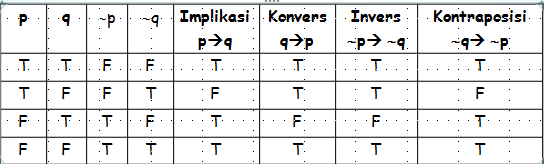 p q ~p ~q Implikasi Konvers Invers Kontraposisi
p→q q→p ~p→ ~q ~q→ ~p
T T F F T T T T
T F F T F T T F
F T T F T F F T
F F T T T T T T